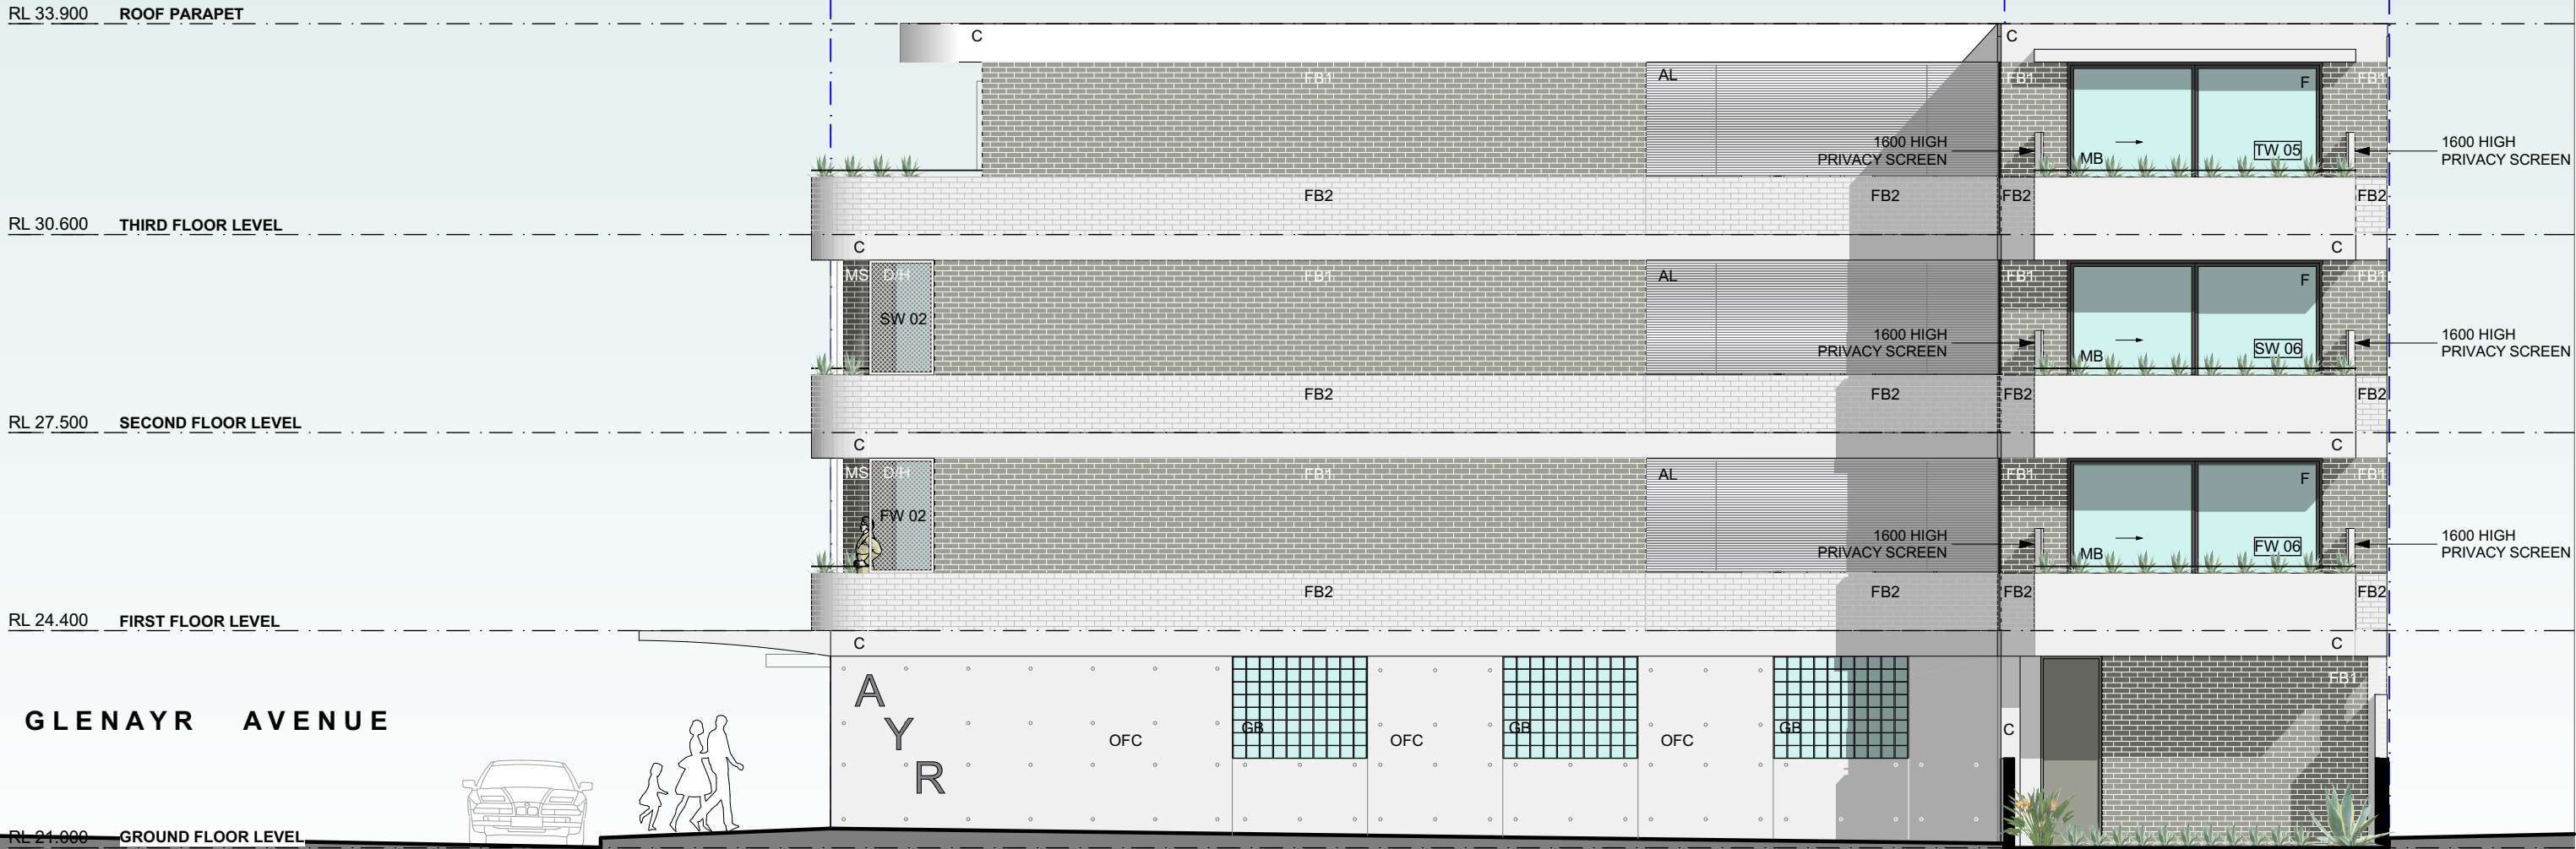 RL 33.900 ROOF PARAPET
C
C
FB1
AL
FB1
F
FB1
1600 HIGH
PRIVACY SCREEN
MB
TW 05
1600 HIGH
PRIVACY SCREEN
FB2
FB2
FB2
FB2
RL 30.600 THIRD FLOOR LEVEL
C
C
MS
D/H
FB1
AL
FB1
F
FB1
SW 02
1600 HIGH
PRIVACY SCREEN
MB
SW 06
1600 HIGH
PRIVACY SCREEN
FB2
FB2
FB2
FB2
RL 27.500 SECOND FLOOR LEVEL
C
C
MS
D/H
FB1
AL
FB1
F
FB1
FW 02
1600 HIGH
PRIVACY SCREEN
MB
FW 06
1600 HIGH
PRIVACY SCREEN
FB2
FB2
FB2
FB2
RL 24.400 FIRST FLOOR LEVEL
C
C
FB1
A
Y
R
GLENAYR AVENUE
OFC
GB
OFC
GB
OFC
GB
C
RL 21.000 GROUND FLOOR LEVEL